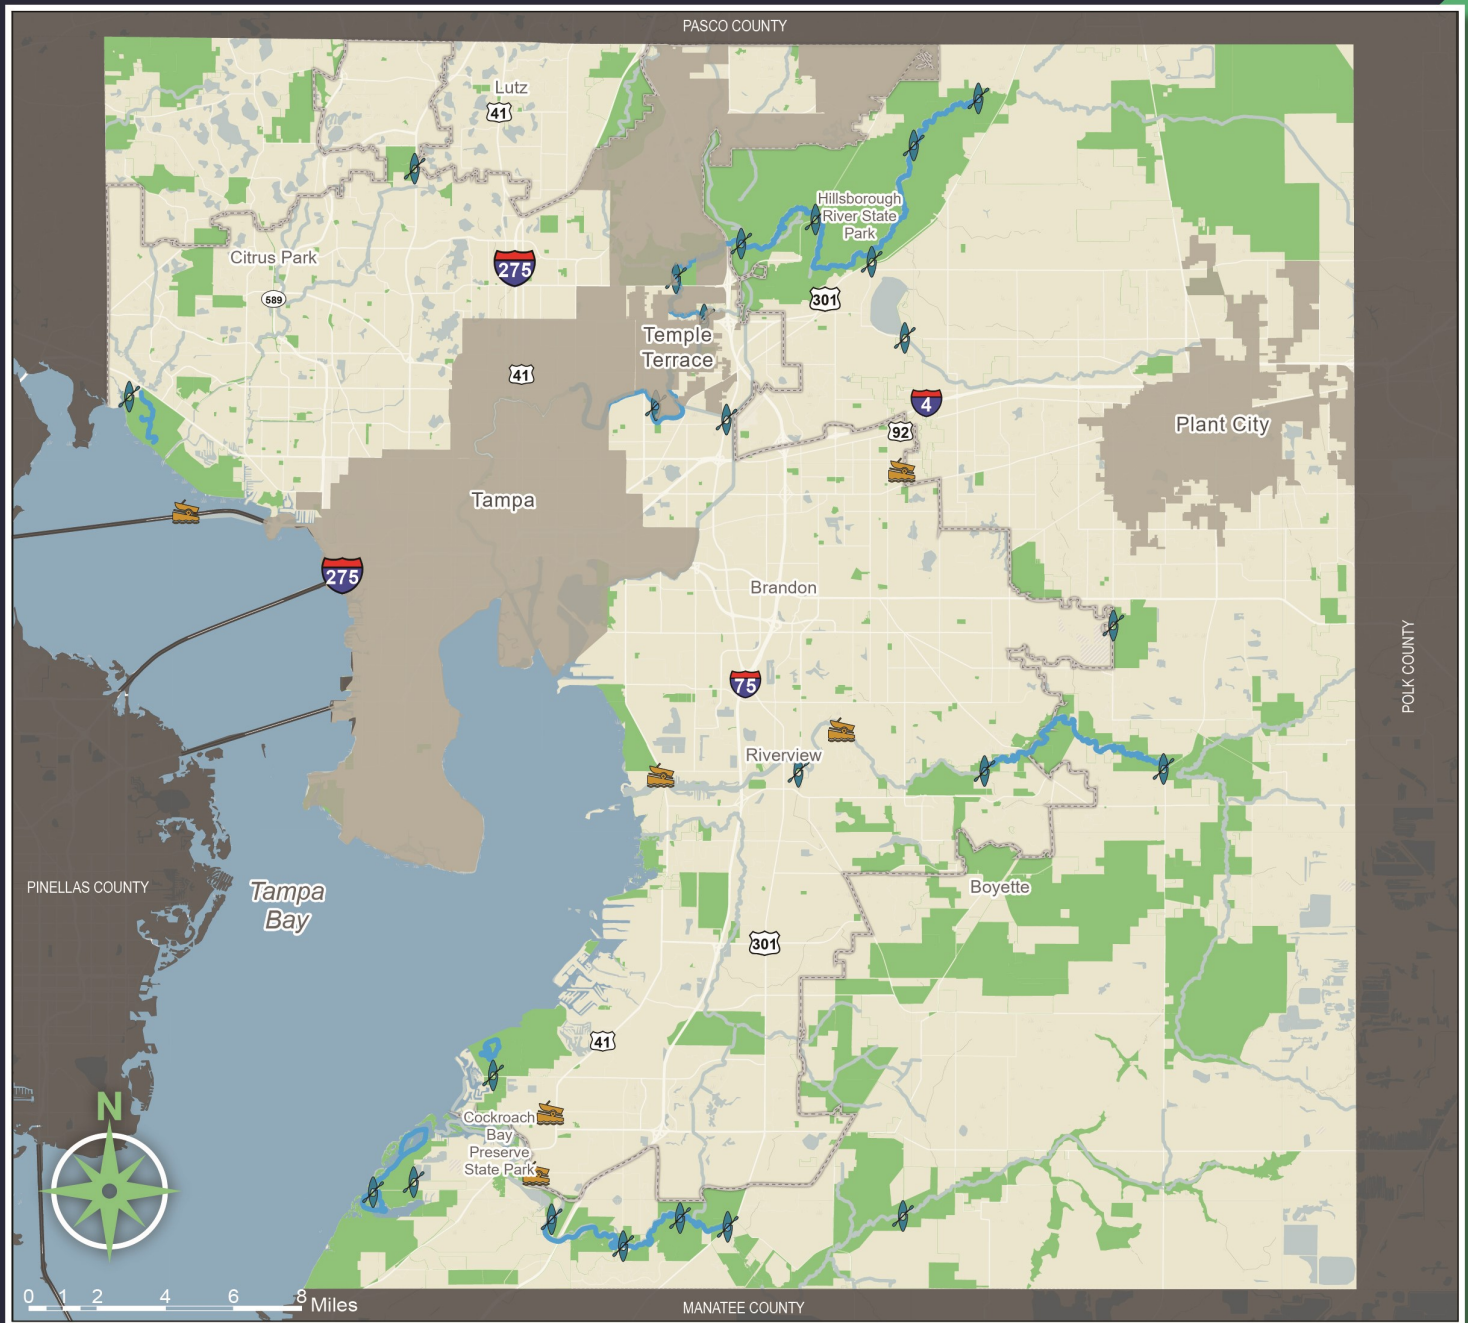 PASCO COUNTY
Lutz
41
Hillsborough
River State
Park
Citrus Park
275
589
301
Temple
Terrace
41
4
92
Plant City
Tampa
275
Brandon
75
POLK COUNTY
Riverview
PINELLAS COUNTY
Tampa
Bay
Boyette
301
41
N
Cockroach
Bay
Preserve
State Park
0 1 2 4 6 8 Miles
MANATEE COUNTY